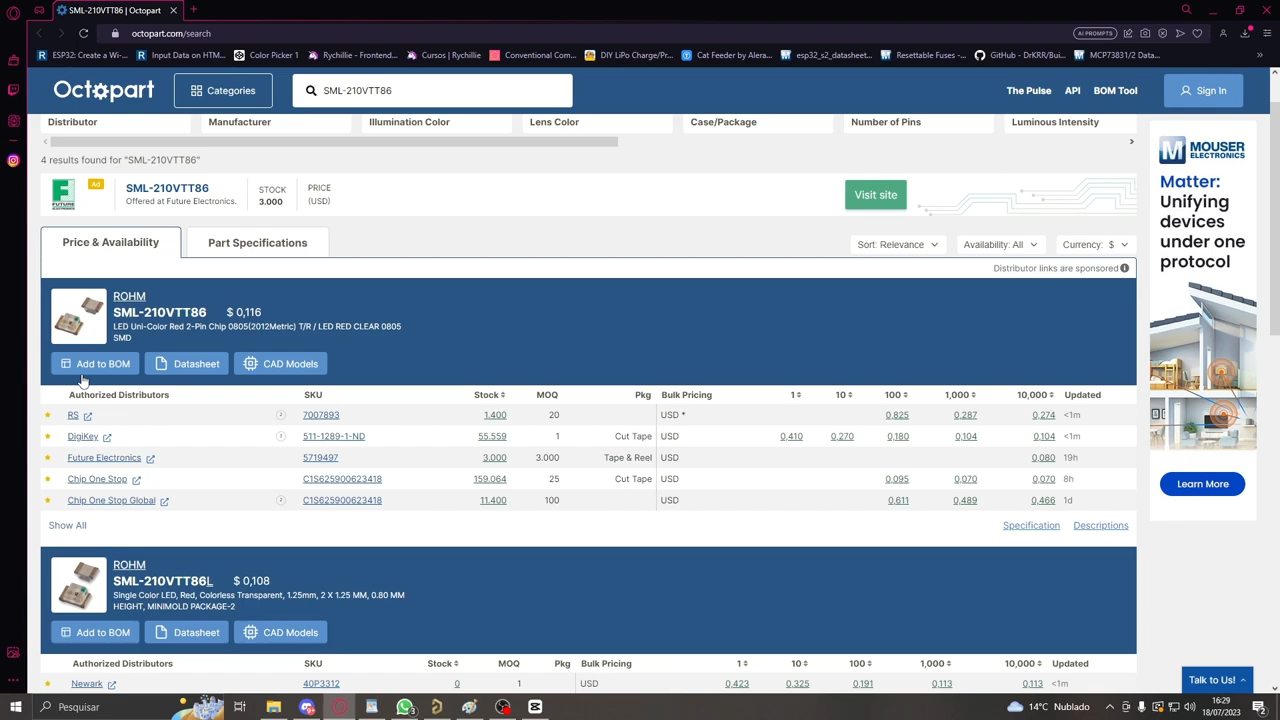 SML-210VTT86 | Octopart
octopart.com/search
AI PROMPTS
ESP32: Create a Wi-...
Input Data on HTM...
Color Picker 1
Rychillie - Frontend...
Cursos | Rychillie
Conventional Com...
DIY LiPo Charge/Pr...
Cat Feeder by Alera...
esp32_s2_datasheet...
Resettable Fuses -...
GitHub - DrKRR/Bui...
MCP73831/2 Data...
Octopart
Categories
SML-210VTT86
The Pulse
API
BOM Tool
Sign In
Distributor
Manufacturer
Illumination Color
Lens Color
Case/Package
Number of Pins
Luminous Intensity
4 results found for "SML-210VTT86"
FUTURE
Ad
SML-210VTT86
Offered at Future Electronics.
STOCK
3.000
PRICE
(USD)
Visit site
MOUSER
ELECTRONICS
Matter:
Unifying
devices
under one
protocol
Learn More
Price & Availability
Part Specifications
Sort: Relevance
Availability: All
Currency: $
Distributor links are sponsored
ROHM
SML-210VTT86 $ 0,116
LED Uni-Color Red 2-Pin Chip 0805(2012Metric) T/R / LED RED CLEAR 0805
SMD
Add to BOM
Datasheet
CAD Models
Authorized Distributors SKU Stock MOQ Pkg Bulk Pricing 1 10 100 1,000 10,000 Updated
RS 7007893 1.400 20 USD * 0,825 0,287 0,274 <1m
DigiKey 511-1289-1-ND 55.559 1 Cut Tape USD 0,410 0,270 0,180 0,104 0,104 <1m
Future Electronics 5719497 3.000 3.000 Tape & Reel USD 0,080 19h
Chip One Stop C1S625900623418 159.064 25 Cut Tape USD 0,095 0,070 0,070 8h
Chip One Stop Global C1S625900623418 11.400 100 USD 0,611 0,489 0,466 1d
Show All
Specification
Descriptions
ROHM
SML-210VTT86L $ 0,108
Single Color LED, Red, Colorless Transparent, 1.25mm, 2 X 1.25 MM, 0.80 MM
HEIGHT, MINIMOLD PACKAGE-2
Add to BOM
Datasheet
CAD Models
Authorized Distributors SKU Stock MOQ Pkg Bulk Pricing 1 10 100 1,000 10,000 Updated
Newark 40P3312 0 1 USD 0,423 0,325 0,191 0,113 0,113 <1m
Talk to Us!
Pesquisar
14°C Nublado
16:29
18/07/2023